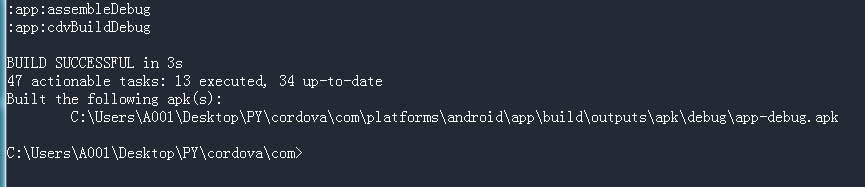 :app:assembleDebug
:app:cdvBuildDebug
BUILD SUCCESSFUL in 3s
47 actionable tasks: 13 executed, 34 up-to-date
Built the following apk(s):
C:\Users\A001\Desktop\PY\cordova\com\platforms\android\app\build\outputs\apk\debug\app-debug.apk
C:\Users\A001\Desktop\PY\cordova\com>